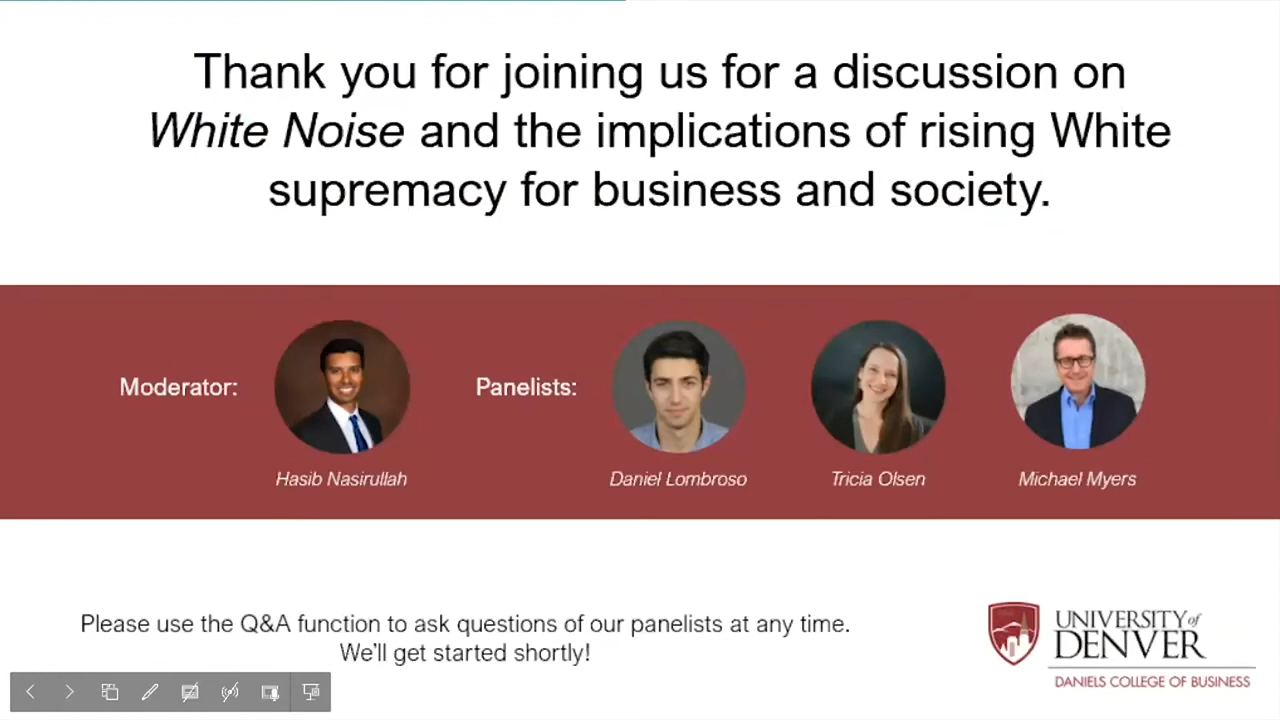 Thank you for joining us for a discussion on
White Noise and the implications of rising White
supremacy for business and society.
Moderator:
Panelists:
Hasib Nasirullah
Daniel Lombroso
Tricia Olsen
Michael Myers
Please use the Q&A function to ask questions of our panelists at any time.
We'll get started shortly!
UNIVERSITY of
DENVER
DANIELS COLLEGE OF BUSINESS